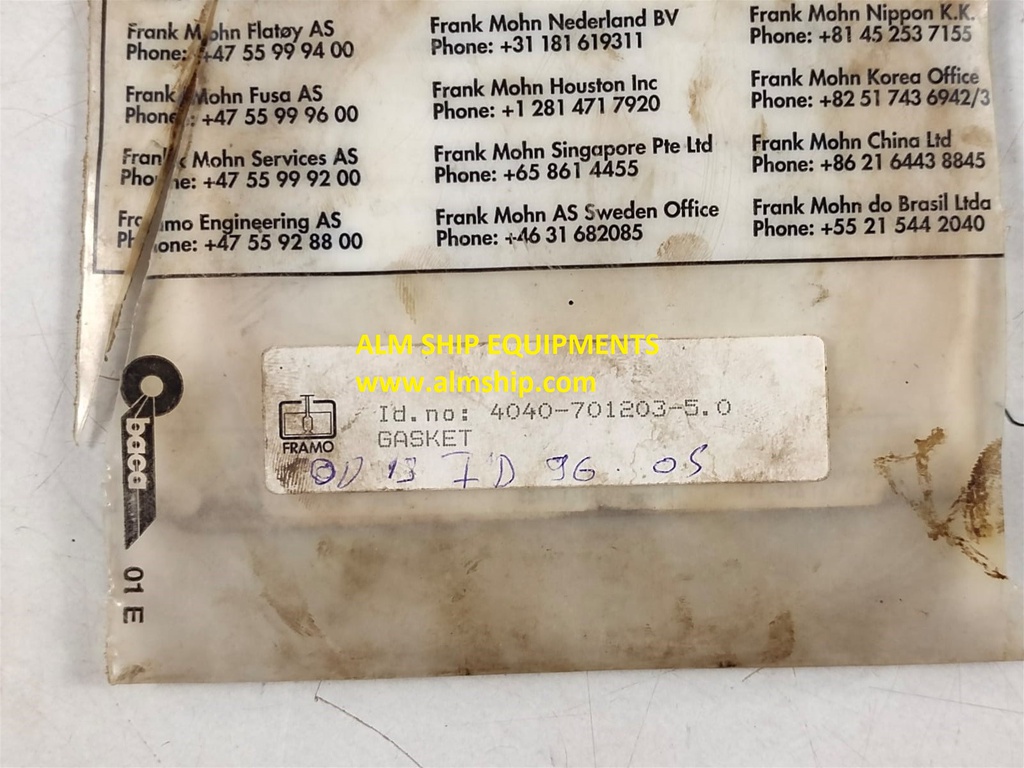 Frank Mohn Flatøy AS
Phone: +47 55 99 94 00
Frank Mohn Fusa AS
Phone: +47 55 99 96 00
Frank Mohn Services AS
Phone: +47 55 99 92 00
Framo Engineering AS
Phone: +47 55 92 88 00
Frank Mohn Nederland BV
Phone: +31 181 619311
Frank Mohn Houston Inc
Phone: +1 281 471 7920
Frank Mohn Singapore Pte Ltd
Phone: +65 861 4455
Frank Mohn AS Sweden Office
Phone: +46 31 682085
Frank Mohn Nippon K.K.
Phone: +81 45 253 7155
Frank Mohn Korea Office
Phone: +82 51 743 6942/3
Frank Mohn China Ltd
Phone: +86 21 6443 8845
Frank Mohn do Brasil Ltda
Phone: +55 21 544 2040
ALM SHIP EQUIPMENTS
www.almship.com
Id.no: 4040-701203-5.0
GASKET
FRAMO
OD 13 ID 96 . 05
baca
01 E